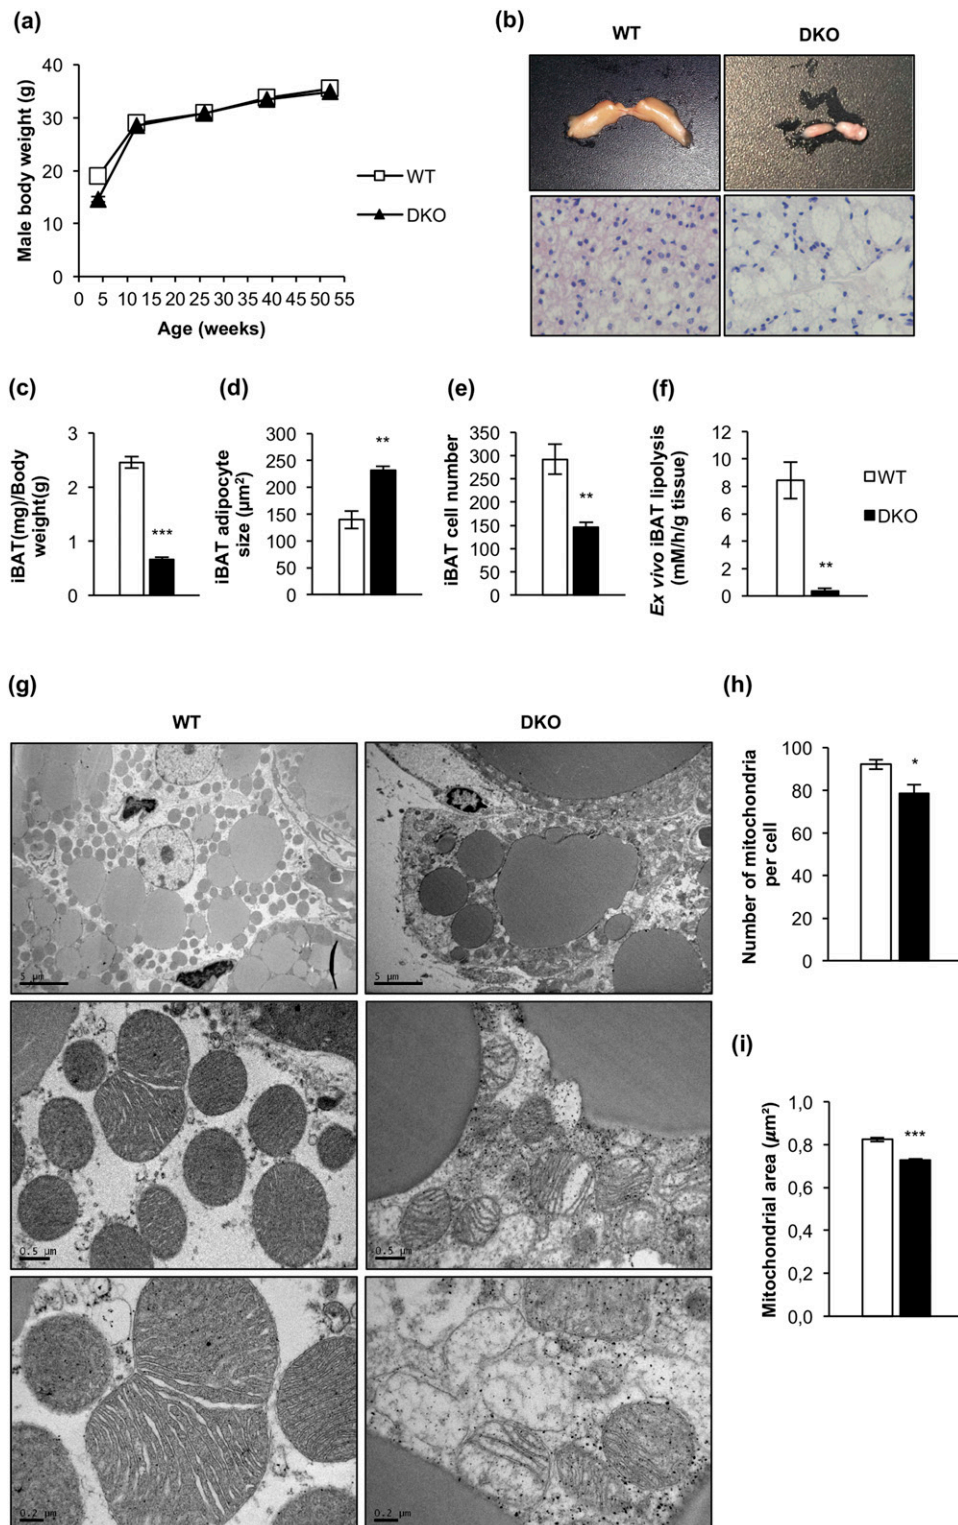 (a)
Male body weight (g)
40
30
20
10
0
0 5 10 15 20 25 30 35 40 45 50 55
Age (weeks)
WT
DKO
(b)
WT
DKO
(c)
iBAT(mg)/Body
weight(g)
3
2
1
0
***
(d)
iBAT adipocyte
size (µm²)
300
250
200
150
100
50
0
**
(e)
iBAT cell number
350
300
250
200
150
100
50
0
**
(f)
Ex vivo iBAT lipolysis
(mM/h/g tissue)
12
10
8
6
4
2
0
**
WT
DKO
(g)
WT
DKO
5 µm
5 µm
0.5 µm
0.5 µm
0.2 µm
0.2 µm
(h)
Number of mitochondria
per cell
100
80
60
40
20
0
*
(i)
Mitochondrial area (µm²)
1,0
0,8
0,6
0,4
0,2
0,0
***